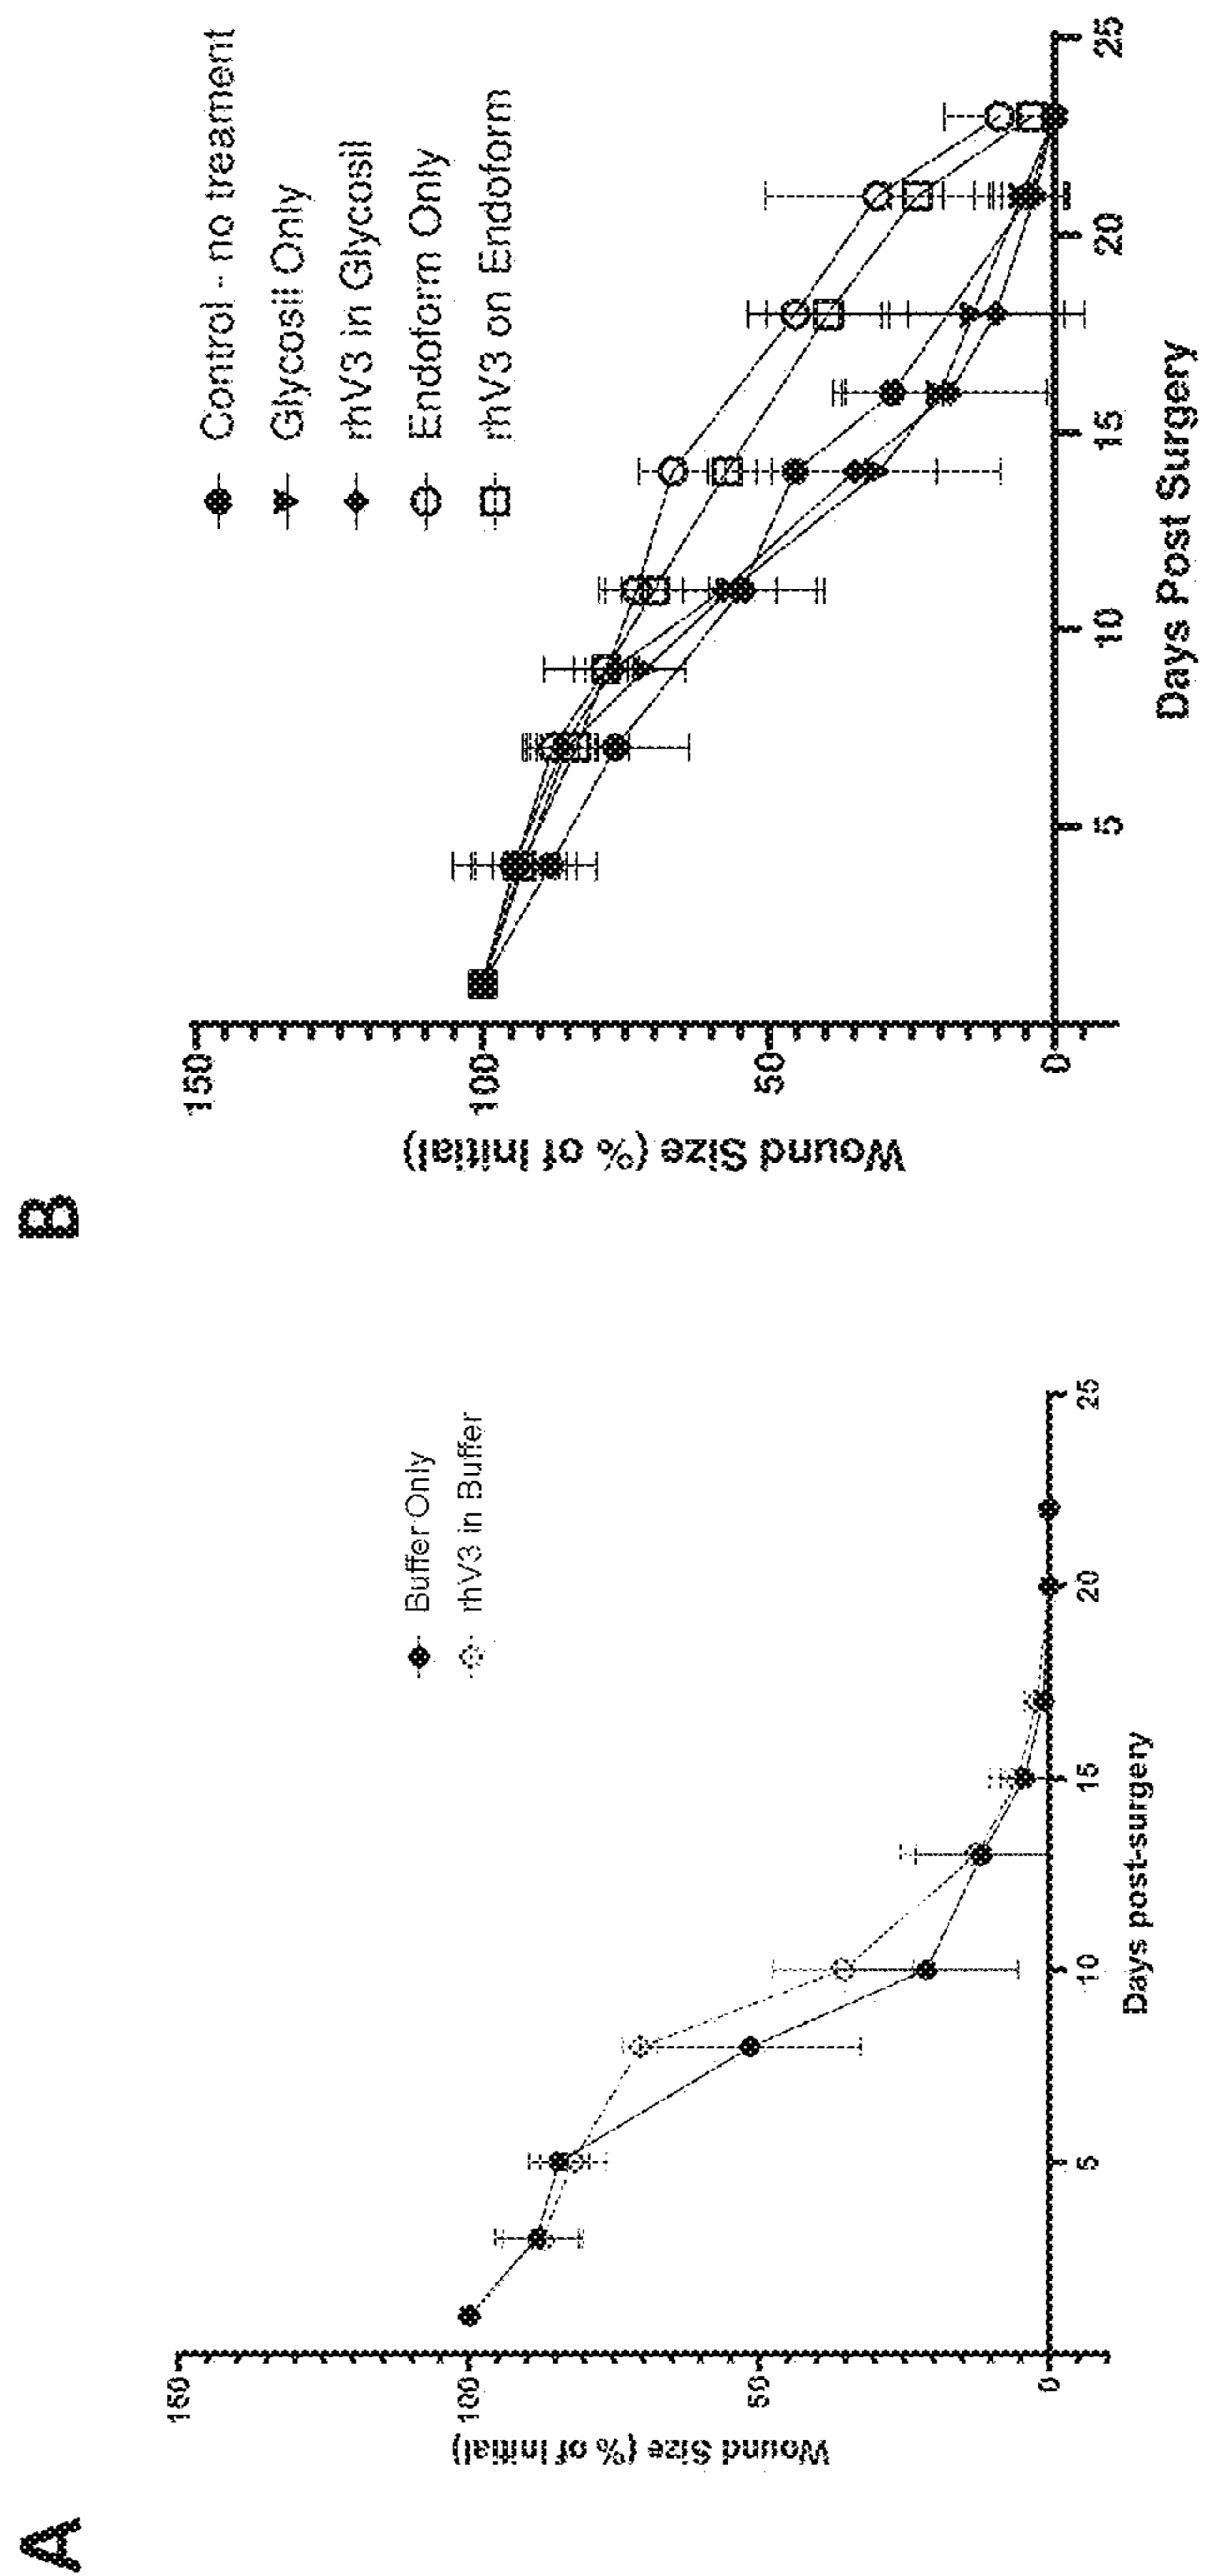 A
Wound Size (% of Initial)
150
100
50
0
5
10
15
20
25
Days post-surgery
Buffer Only
rhV3 in Buffer
B
Wound Size (% of Initial)
150
100
50
0
5
10
15
20
25
Days Post Surgery
Control - no treament
Glycosil Only
rhV3 in Glycosil
Endoform Only
rhV3 on Endoform